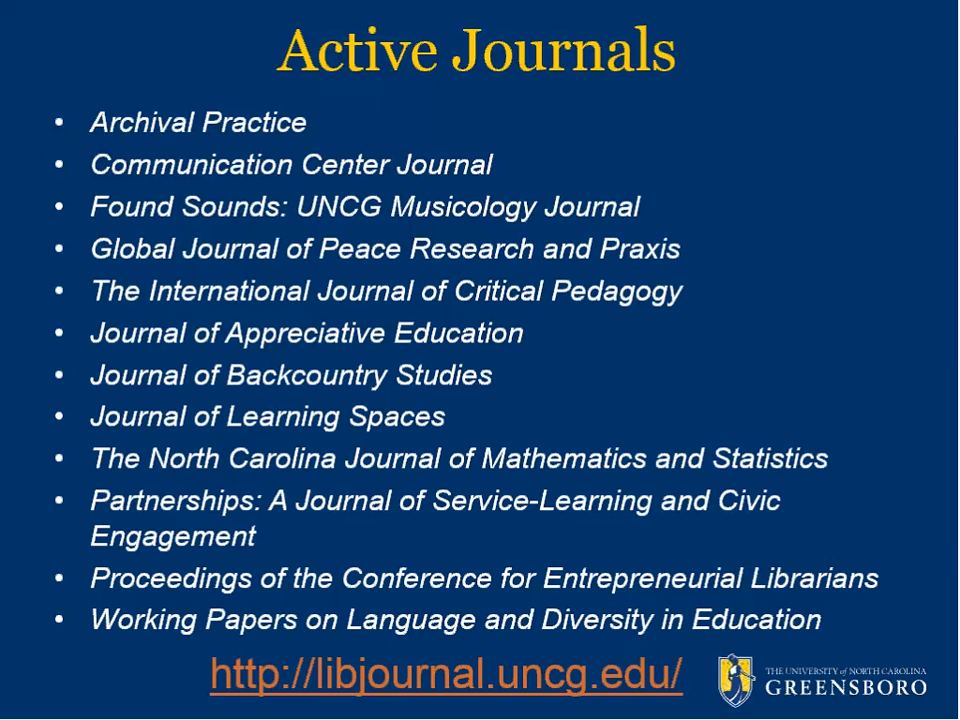 Active Journals
• Archival Practice
• Communication Center Journal
• Found Sounds: UNCG Musicology Journal
• Global Journal of Peace Research and Praxis
• The International Journal of Critical Pedagogy
• Journal of Appreciative Education
• Journal of Backcountry Studies
• Journal of Learning Spaces
• The North Carolina Journal of Mathematics and Statistics
• Partnerships: A Journal of Service-Learning and Civic
Engagement
• Proceedings of the Conference for Entrepreneurial Librarians
• Working Papers on Language and Diversity in Education
http://libjournal.uncg.edu/
THE UNIVERSITY of NORTH CAROLINA
GREENSBORO